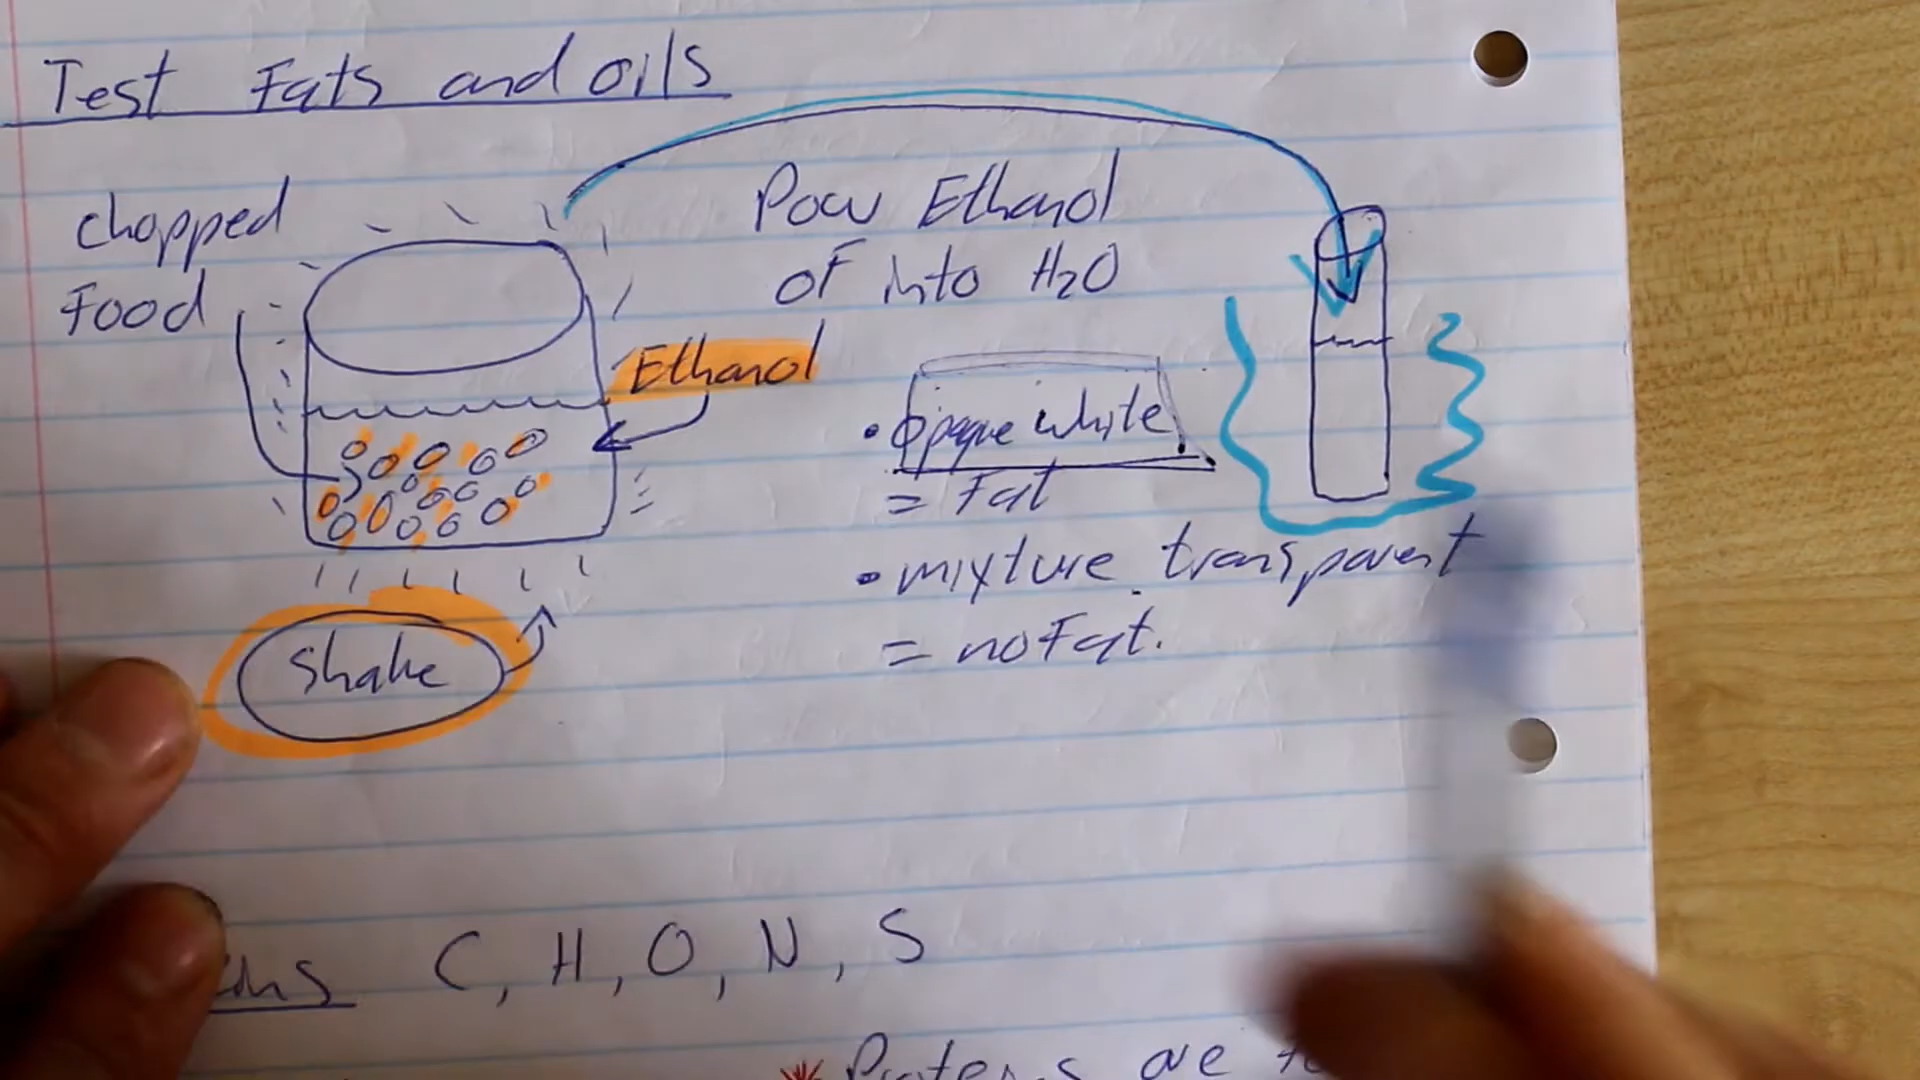 Test Fats and oils
chopped
Food
Pour Ethanol
of into H2O
Ethanol
• Opaque white
= Fat
• mixture transparent
= no Fat.
Shake
C, H, O, N, S
are